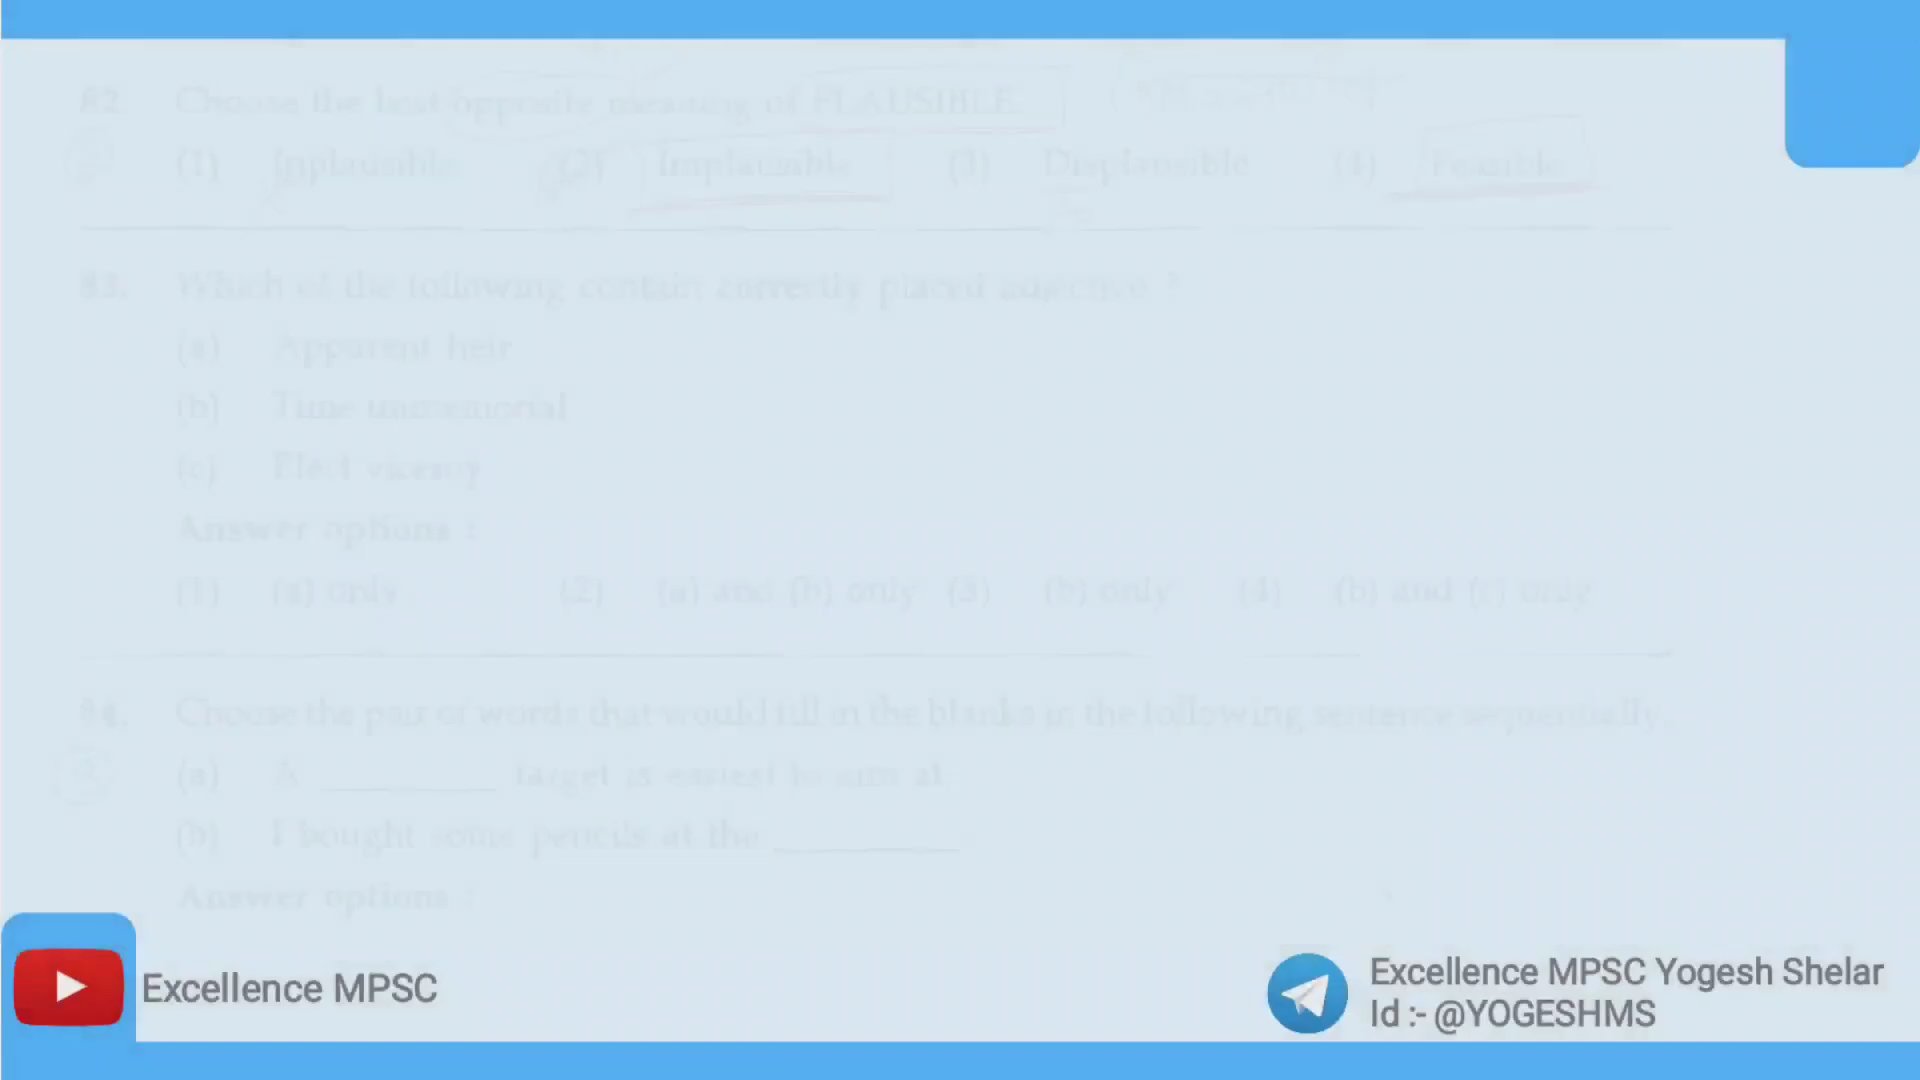 82. Choose the best opposite meaning of PLAUSIBLE.
(1) Inplausible (2) Implausible (3) Displausible (4) Feasible
83. Which of the following contain correctly placed adjective ?
(a) Apparent heir
(b) Time unmemorial
(c) Elect viceroy
Answer options :
(1) (a) only (2) (a) and (b) only (3) (b) only (4) (b) and (c) only
84. Choose the pair of words that would fill in the blanks in the following sentence sequentially.
(a) A __________ target is easiest to aim at
(b) I bought some pencils at the __________
Answer options :
Excellence MPSC
Excellence MPSC Yogesh Shelar
Id :- @YOGESHMS